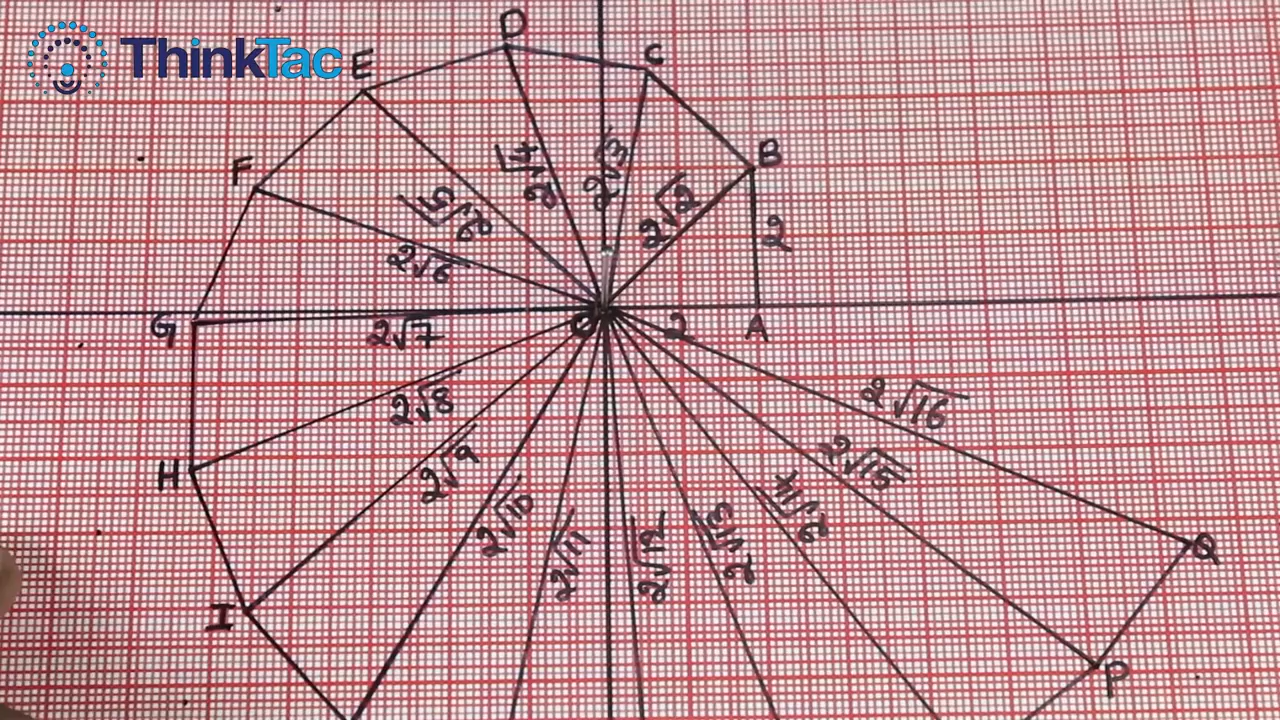 ThinkTac
D
C
E
B
F
2√4
2√3
2√5
2√2
2
2√6
G
2√7
O
2
A
2√8
2√16
H
2√9
2√15
2√10
2√14
2√11
2√12
2√13
Q
I
P